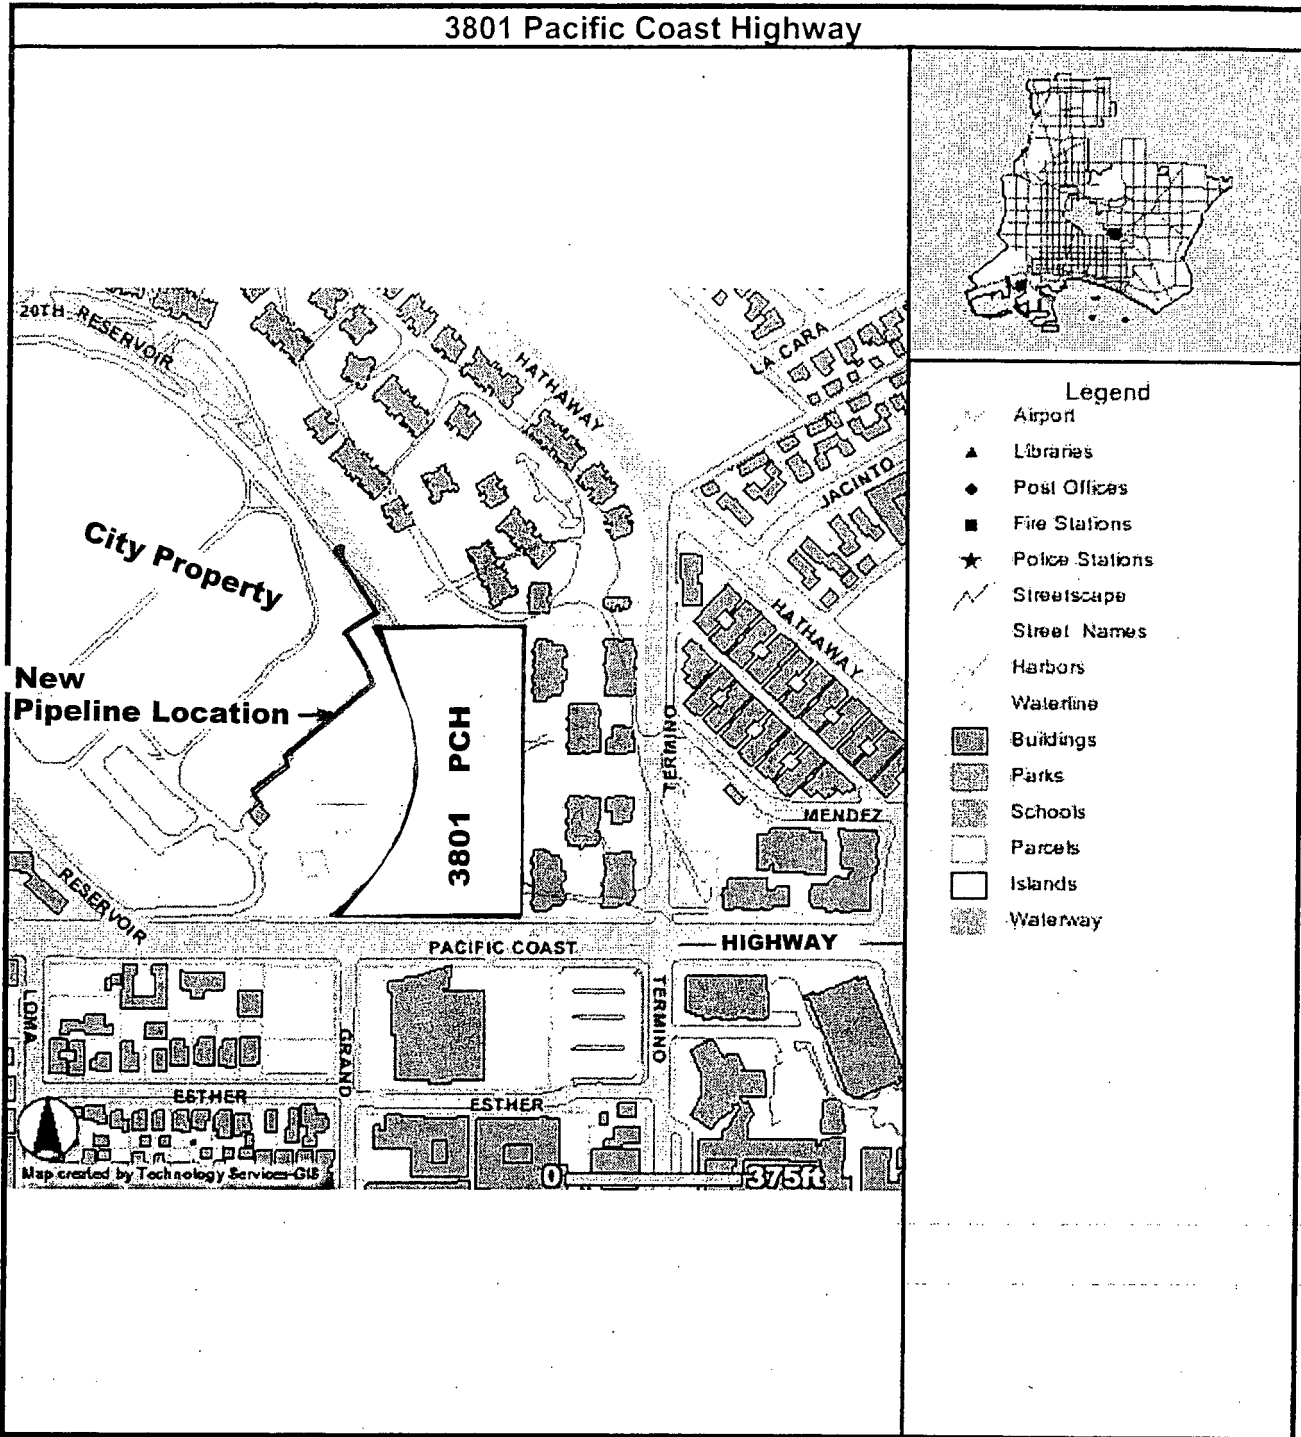 3801 Pacific Coast Highway
20TH RESERVOIR
HATHAWAY
LA CARA
JACINTO
City Property
HATHAWAY
New
Pipeline Location
3801 PCH
TERMINO
MENDEZ
RESERVOIR
PACIFIC COAST
HIGHWAY
LOMA
GRAND
TERMINO
ESTHER
ESTHER
Map created by Technology Services-GIS
0 375ft
Legend
Airport
Libraries
Post Offices
Fire Stations
Police Stations
Streetscape
Street Names
Harbors
Waterline
Buildings
Parks
Schools
Parcels
Islands
Waterway